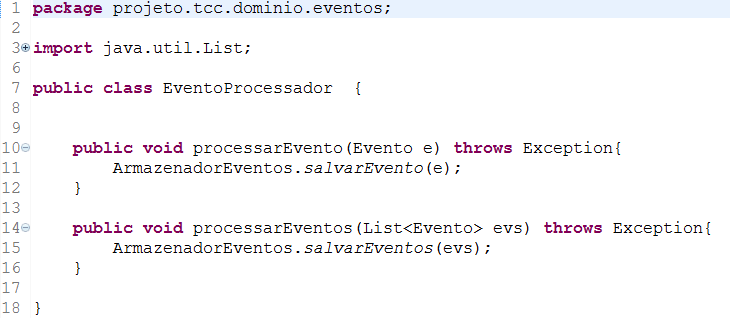 1 package projeto.tcc.dominio.eventos;
2
3 import java.util.List;
6
7 public class EventoProcessador  {
8
9
10     public void processarEvento(Evento e) throws Exception{
11         ArmazenadorEventos.salvarEvento(e);
12     }
13
14     public void processarEventos(List<Evento> evs) throws Exception{
15         ArmazenadorEventos.salvarEventos(evs);
16     }
17
18 }